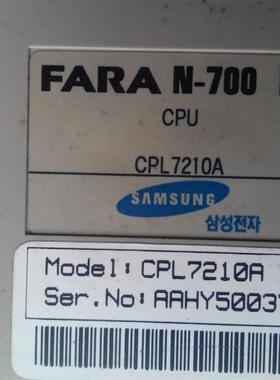 FARA N-700
CPU
CPL7210A
SAMSUNG
삼성전자
Model: CPL7210A
Ser.No: AAHY5003